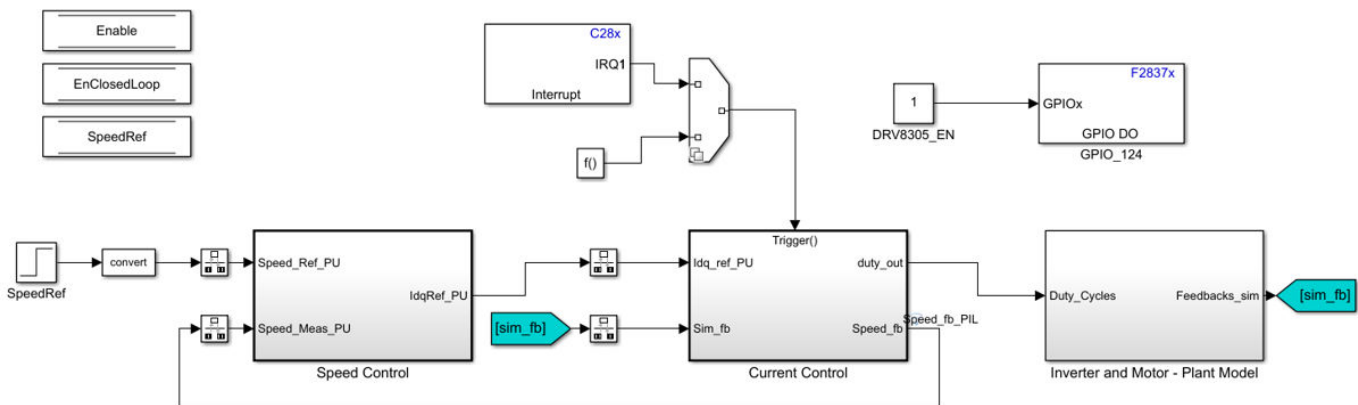 Enable
EnClosedLoop
SpeedRef
C28x
IRQ1
Interrupt
f()
1
DRV8305_EN
F2837x
GPIOx
GPIO DO
GPIO_124
SpeedRef
convert
Speed_Ref_PU
IdqRef_PU
Speed_Meas_PU
Speed Control
[sim_fb]
Trigger()
Idq_ref_PU
duty_out
Sim_fb
Speed_fb
Speed_fb_PIL
Current Control
Duty_Cycles
Feedbacks_sim
Inverter and Motor - Plant Model
[sim_fb]